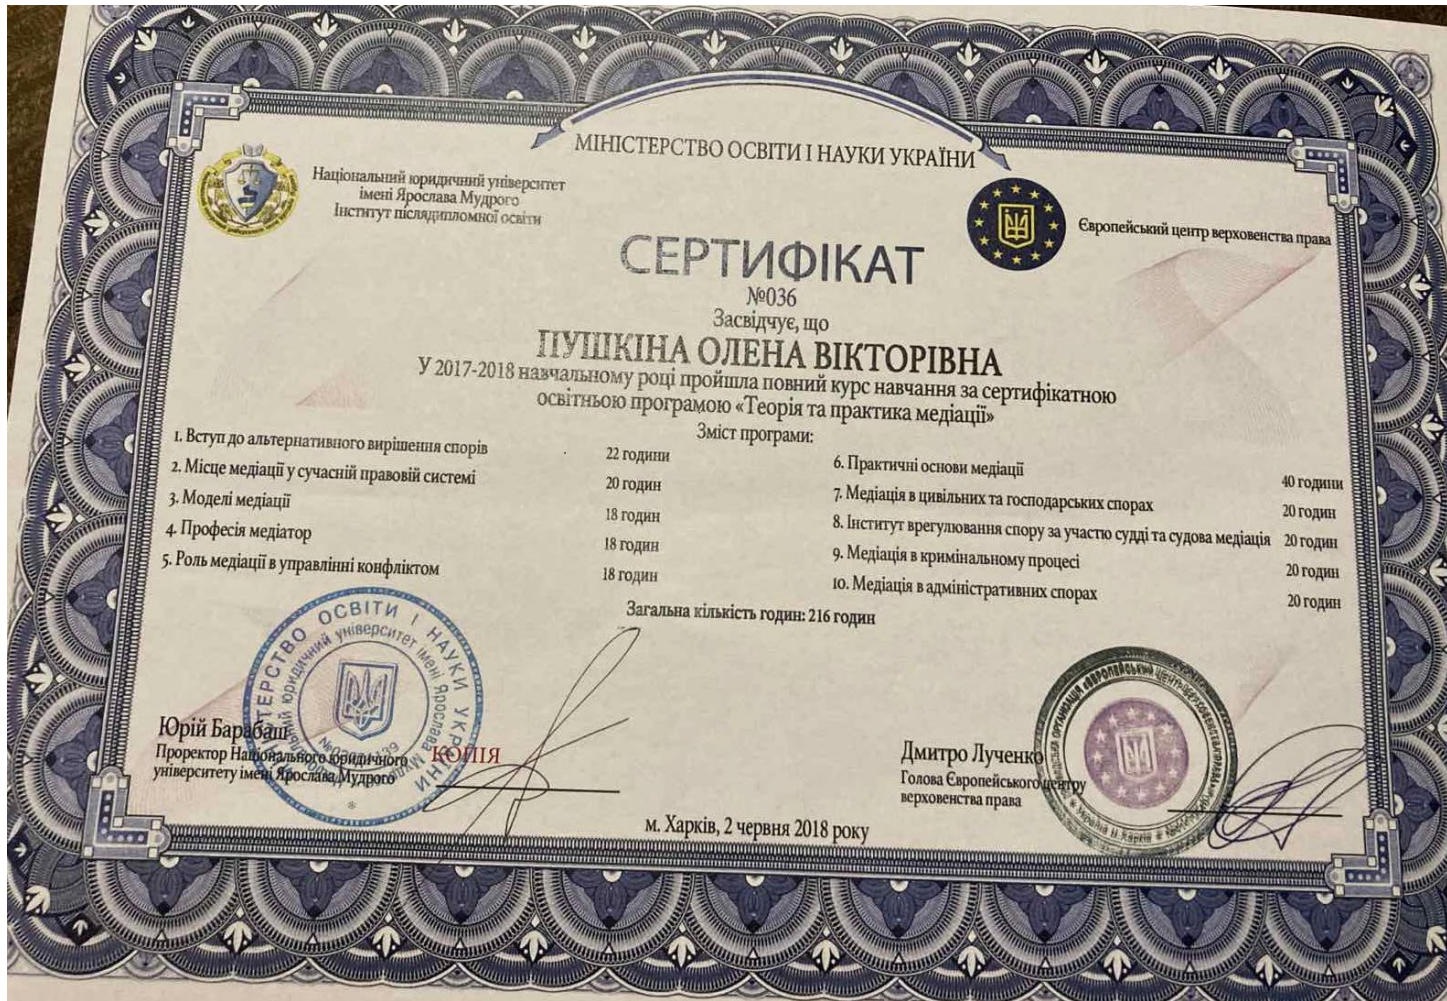 МІНІСТЕРСТВО ОСВІТИ І НАУКИ УКРАЇНИ
Національний юридичний університет
імені Ярослава Мудрого
Інститут післядипломної освіти
Європейський центр верховенства права
СЕРТИФІКАТ
№036
Засвідчує, що
ПУШКІНА ОЛЕНА ВІКТОРІВНА
У 2017-2018 навчальному році пройшла повний курс навчання за сертифікатною
освітньою програмою «Теорія та практика медіації»
Зміст програми:
1. Вступ до альтернативного вирішення спорів 22 години
2. Місце медіації у сучасній правовій системі 20 годин
3. Моделі медіації 18 годин
4. Професія медіатор 18 годин
5. Роль медіації в управлінні конфліктом 18 годин
6. Практичні основи медіації 40 години
7. Медіація в цивільних та господарських спорах 20 годин
8. Інститут врегулювання спору за участю судді та судова медіація 20 годин
9. Медіація в кримінальному процесі 20 годин
10. Медіація в адміністративних спорах 20 годин
Загальна кількість годин: 216 годин
Юрій Барабаш
Проректор Національного юридичного
університету імені Ярослава Мудрого
КОПІЯ
Дмитро Лученко
Голова Європейського центру
верховенства права
м. Харків, 2 червня 2018 року
ОСВІТИ І НАУКИ
юридичний університет імені Ярослава